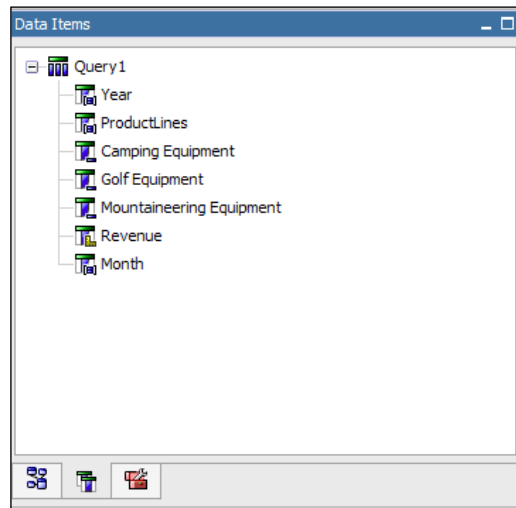 Data Items
Query1
Year
ProductLines
Camping Equipment
Golf Equipment
Mountaineering Equipment
Revenue
Month